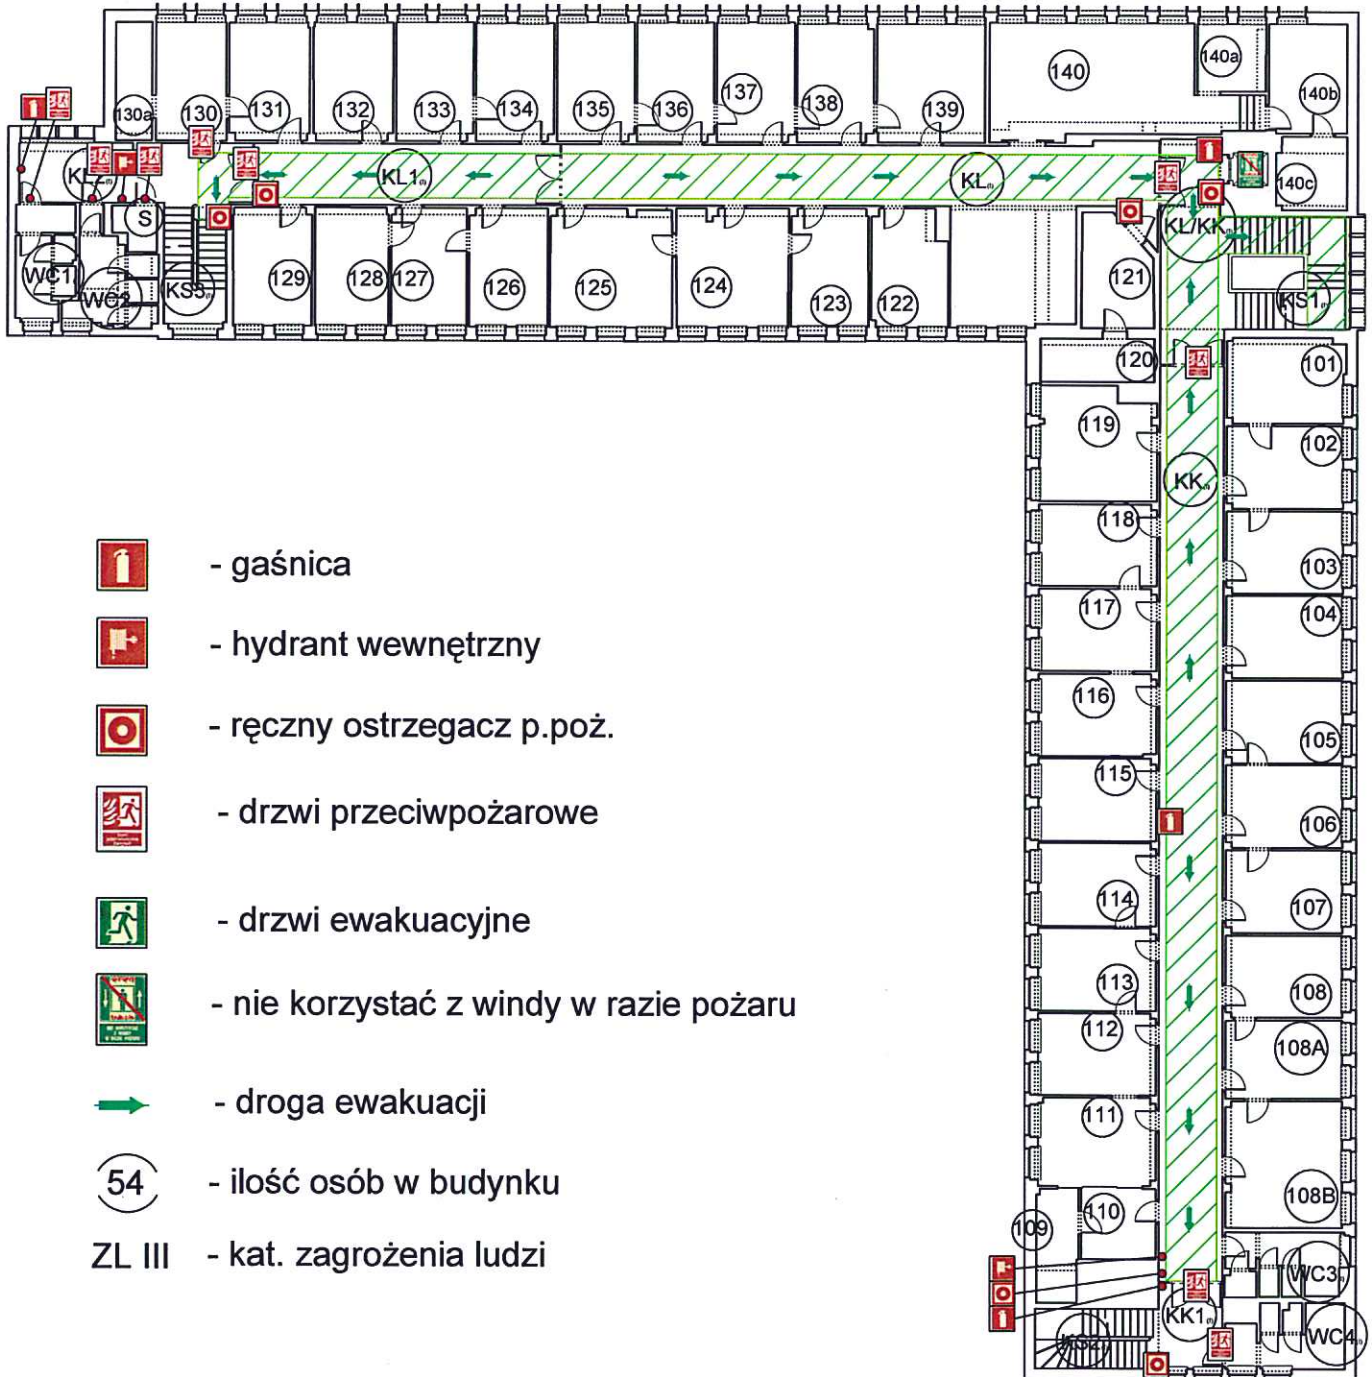 140a
140
140b
130a
130
131
132
133
134
135
136
137
138
139
140c
KL1(I)
KL(I)
S
KL/KK(I)
WC1
WC2
KS3(I)
129
128
127
126
125
124
123
122
121
KS1(I)
120
101
119
102
KK(I)
118
103
117
104
116
105
115
106
114
107
113
108
112
108A
111
108B
110
109
WC3(I)
KK1(I)
KS2(I)
WC4(I)
- gaśnica
- hydrant wewnętrzny
- ręczny ostrzegacz p.poż.
- drzwi przeciwpożarowe
- drzwi ewakuacyjne
- nie korzystać z windy w razie pożaru
- droga ewakuacji
54 - ilość osób w budynku
ZL III - kat. zagrożenia ludzi